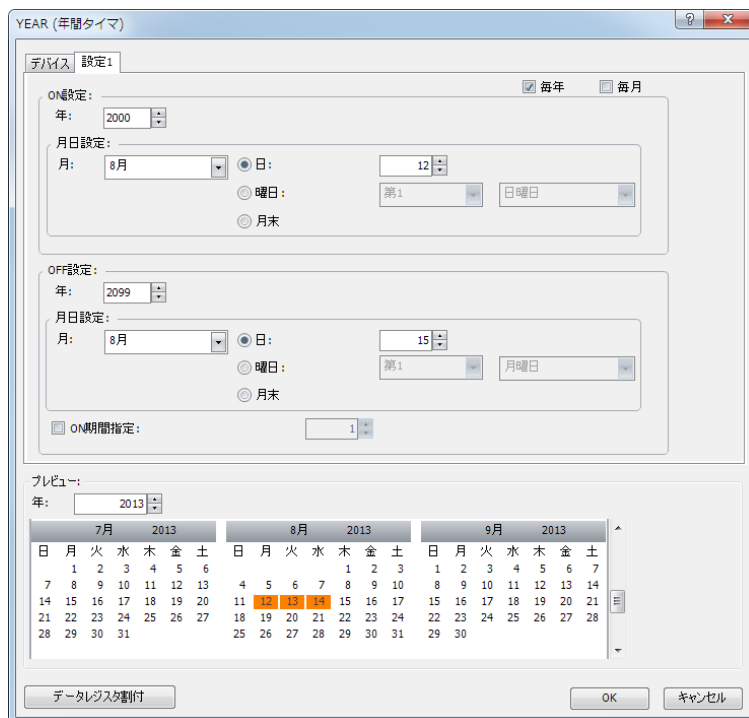 YEAR (年間タイマ)
デバイス 設定1
毎年 毎月
ON設定:
年: 2000
月日設定:
月: 8月 日: 12
曜日: 第1 日曜日
月末
OFF設定:
年: 2099
月日設定:
月: 8月 日: 15
曜日: 第1 月曜日
月末
ON期間指定: 1
プレビュー:
年: 2013
7月 2013 8月 2013 9月 2013
日 月 火 水 木 金 土 日 月 火 水 木 金 土 日 月 火 水 木 金 土
1 2 3 4 5 6 1 2 3 1 2 3 4 5 6 7
7 8 9 10 11 12 13 4 5 6 7 8 9 10 8 9 10 11 12 13 14
14 15 16 17 18 19 20 11 12 13 14 15 16 17 15 16 17 18 19 20 21
21 22 23 24 25 26 27 18 19 20 21 22 23 24 22 23 24 25 26 27 28
28 29 30 31 25 26 27 28 29 30 31 29 30
データレジスタ割付 OK キャンセル